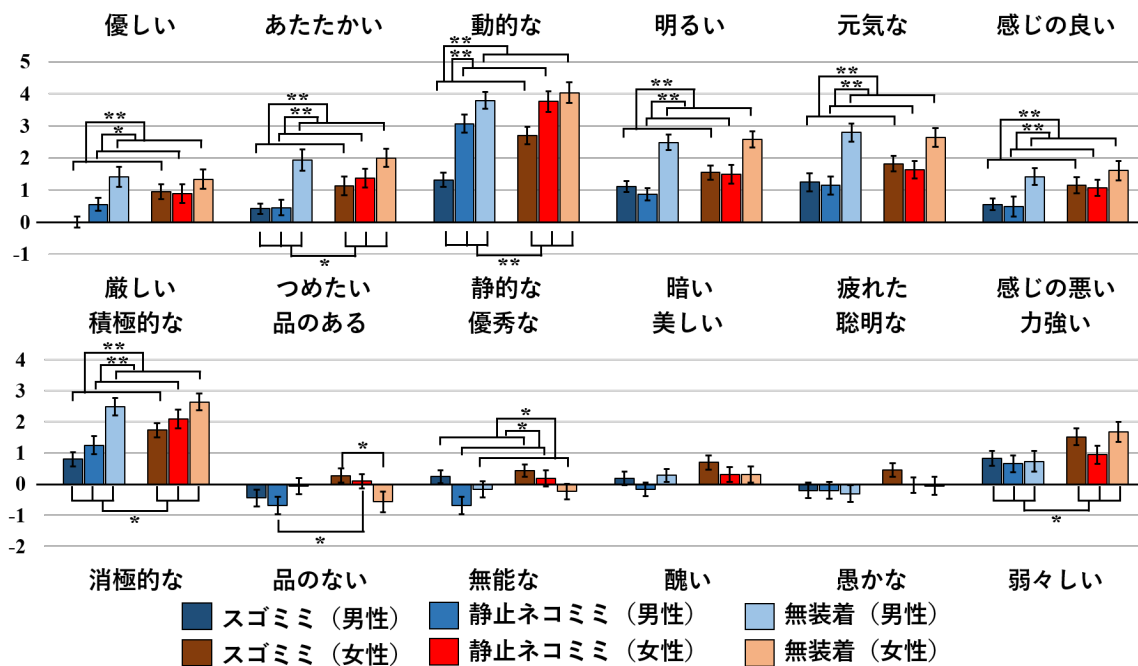 優しい あたたかい 動的な 明るい 元気な 感じの良い
5
4
3
2
1
0
-1
** * ** ** ** ** ** ** ** ** ** **
* **
厳しい つめたい 静的な 暗い 疲れた 感じの悪い
積極的な 品のある 優秀な 美しい 聡明な 力強い
4
3
2
1
0
-1
-2
** ** * * *
* * *
消極的な 品のない 無能な 醜い 愚かな 弱々しい
スゴミミ（男性） 静止ネコミミ（男性） 無装着（男性）
スゴミミ（女性） 静止ネコミミ（女性） 無装着（女性）